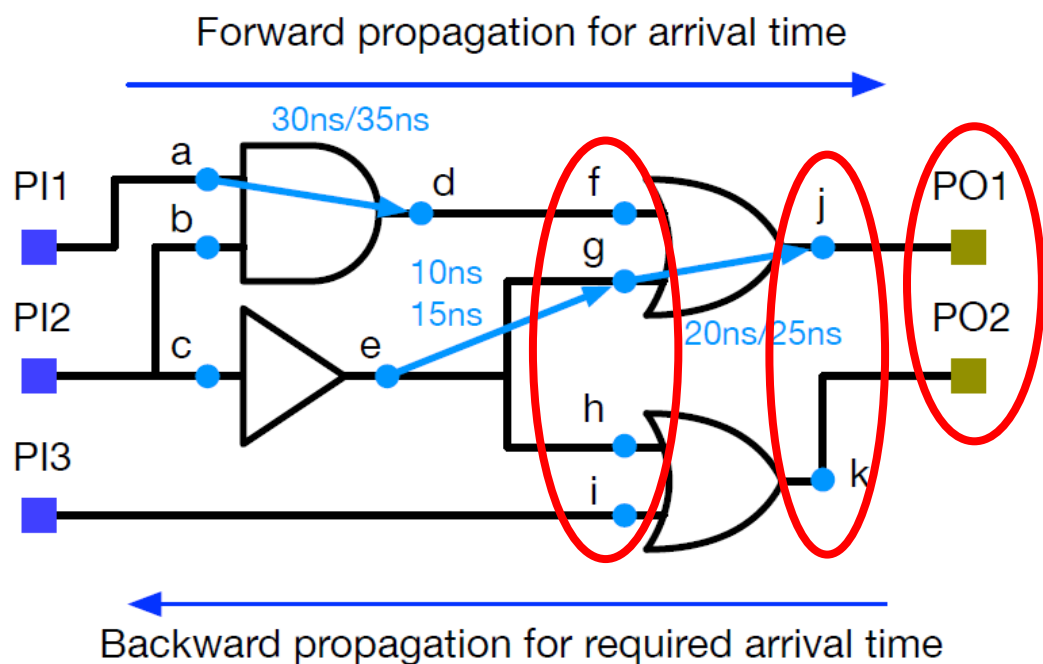 Forward propagation for arrival time
30ns/35ns
a
PI1
d
f
PO1
b
j
g
10ns
15ns
PI2
c
e
20ns/25ns
PO2
h
PI3
i
k
Backward propagation for required arrival time